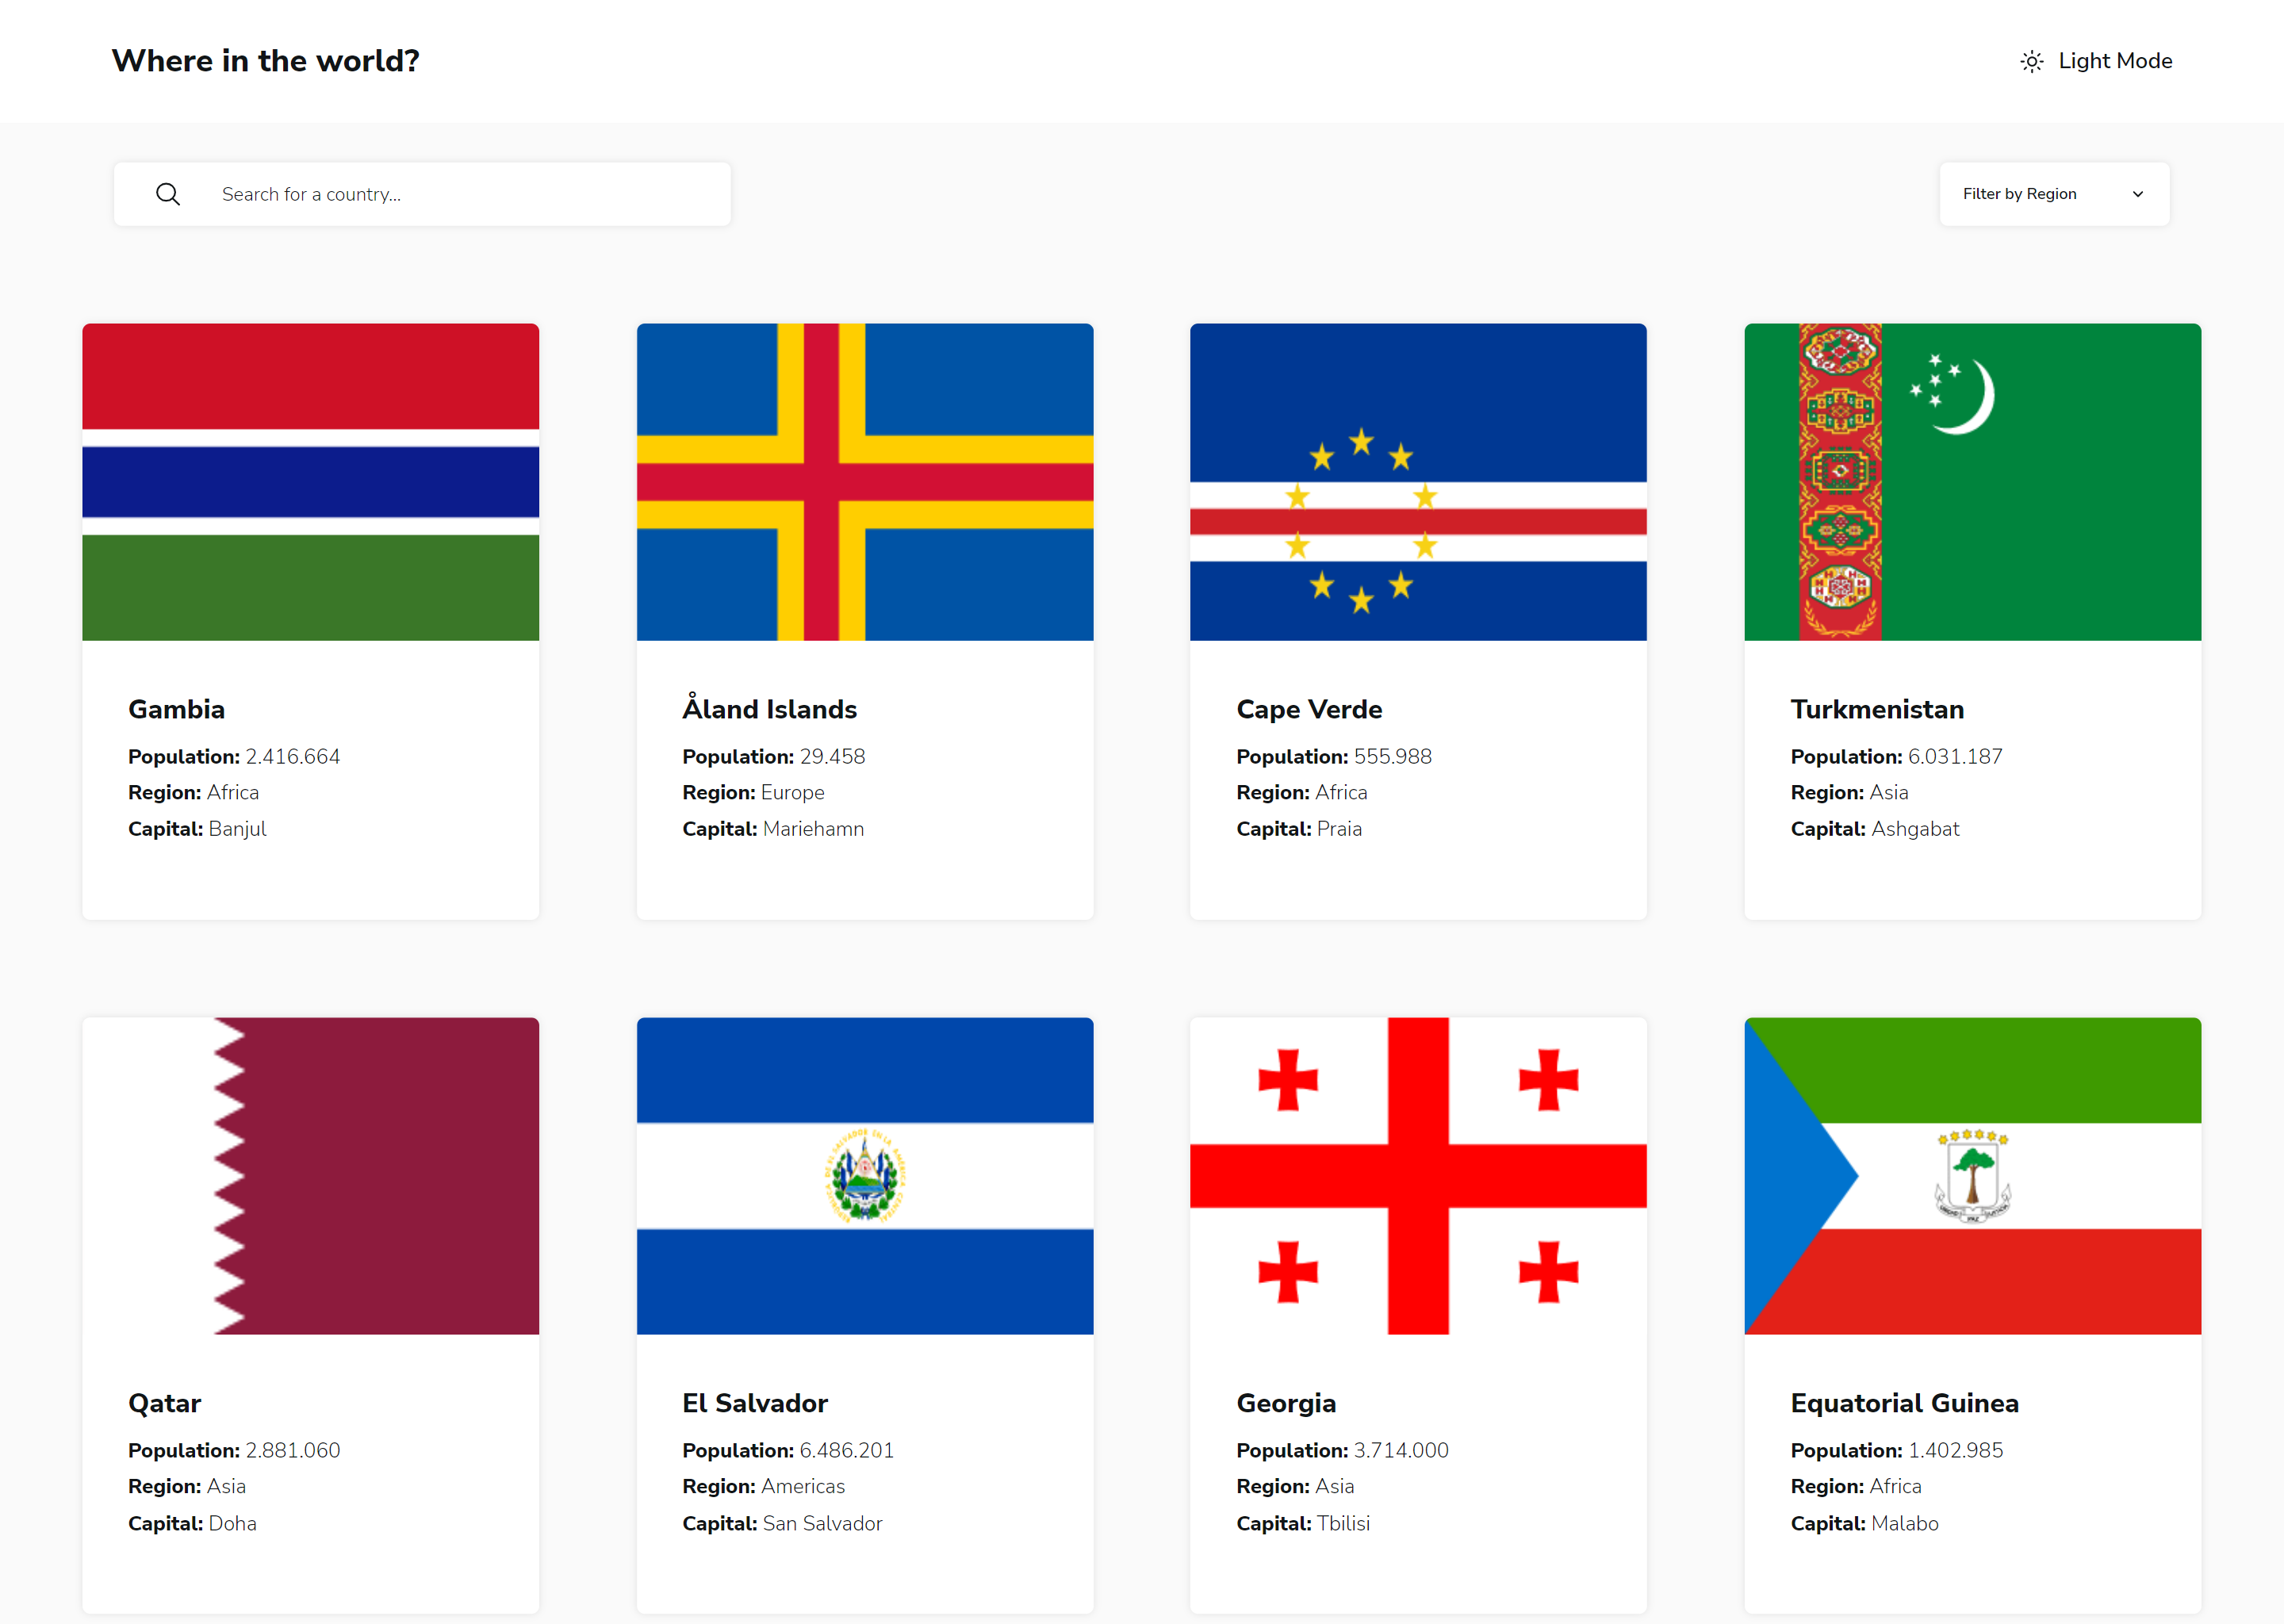 Where in the world?
Light Mode
Search for a country...
Filter by Region
Gambia
Population: 2.416.664
Region: Africa
Capital: Banjul
Åland Islands
Population: 29.458
Region: Europe
Capital: Mariehamn
Cape Verde
Population: 555.988
Region: Africa
Capital: Praia
Turkmenistan
Population: 6.031.187
Region: Asia
Capital: Ashgabat
Qatar
Population: 2.881.060
Region: Asia
Capital: Doha
El Salvador
Population: 6.486.201
Region: Americas
Capital: San Salvador
Georgia
Population: 3.714.000
Region: Asia
Capital: Tbilisi
Equatorial Guinea
Population: 1.402.985
Region: Africa
Capital: Malabo